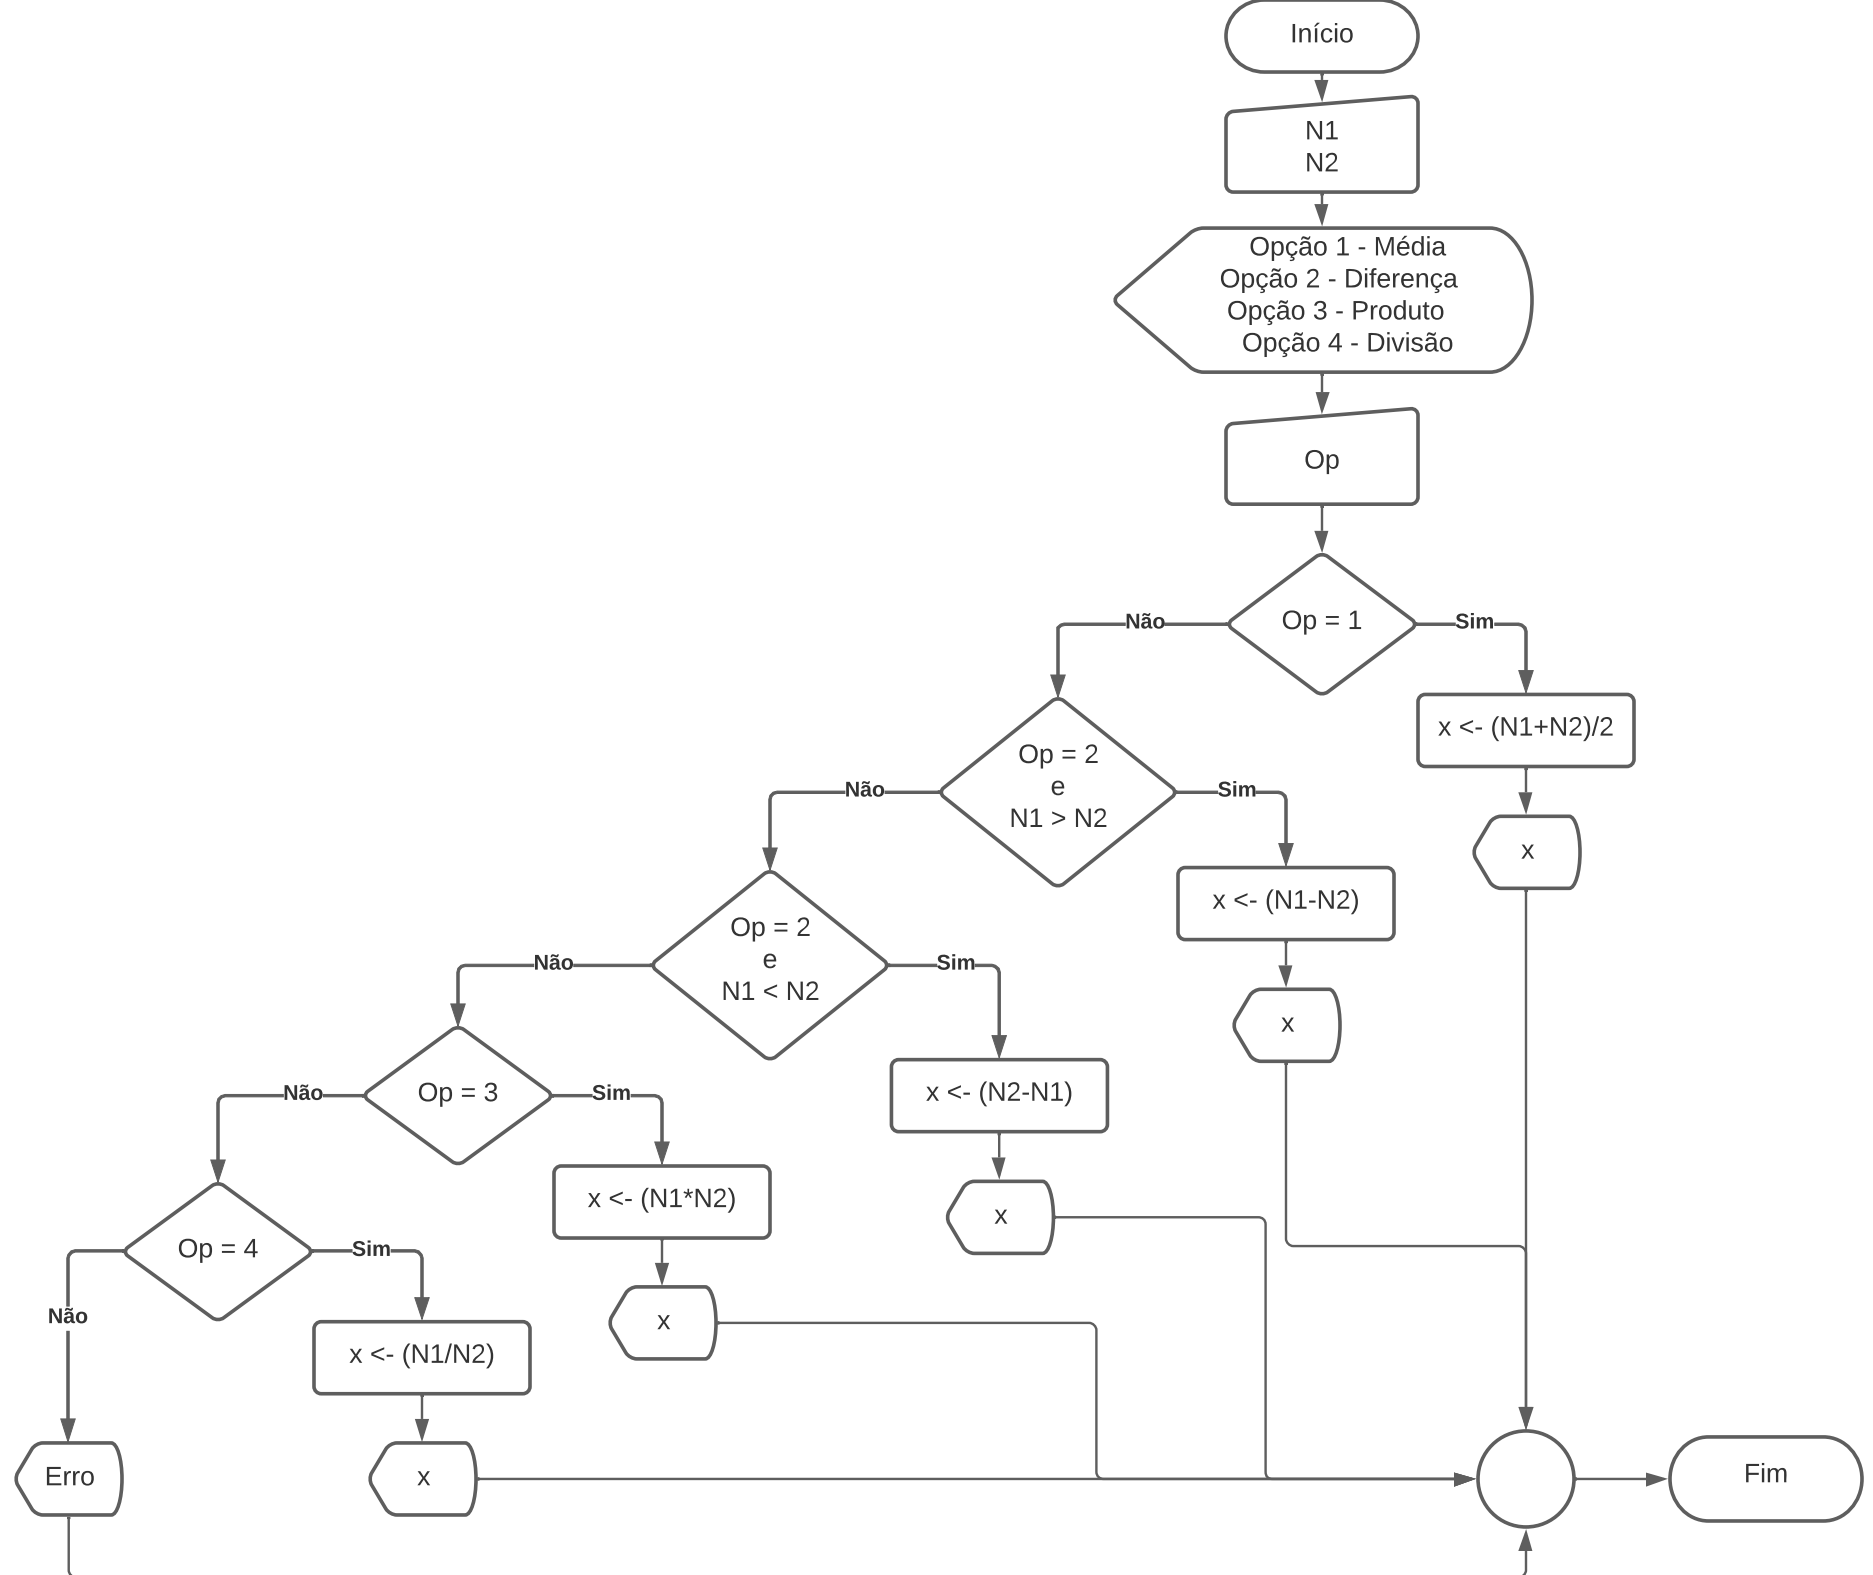 Início
N1
N2
Opção 1 - Média
Opção 2 - Diferença
Opção 3 - Produto
Opção 4 - Divisão
Op
Op = 1
Não
Sim
x <- (N1+N2)/2
x
Op = 2
e
N1 > N2
Não
Sim
x <- (N1-N2)
x
Op = 2
e
N1 < N2
Não
Sim
x <- (N2-N1)
x
Op = 3
Não
Sim
x <- (N1*N2)
x
Op = 4
Não
Sim
x <- (N1/N2)
x
Erro
Fim